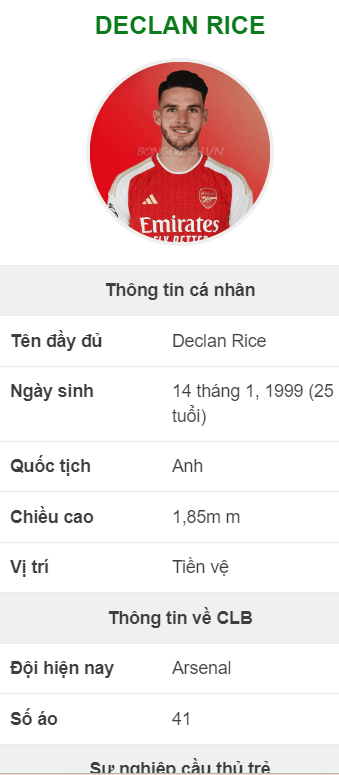 DECLAN RICE
BONGDA
.VN
Emirates
FLY BETTER
Thông tin cá nhân
Tên đầy đủ Declan Rice
Ngày sinh 14 tháng 1, 1999 (25
tuổi)
Quốc tịch Anh
Chiều cao 1,85m m
Vị trí Tiền vệ
Thông tin về CLB
Đội hiện nay Arsenal
Số áo 41
Sự nghiệp cầu thủ trẻ